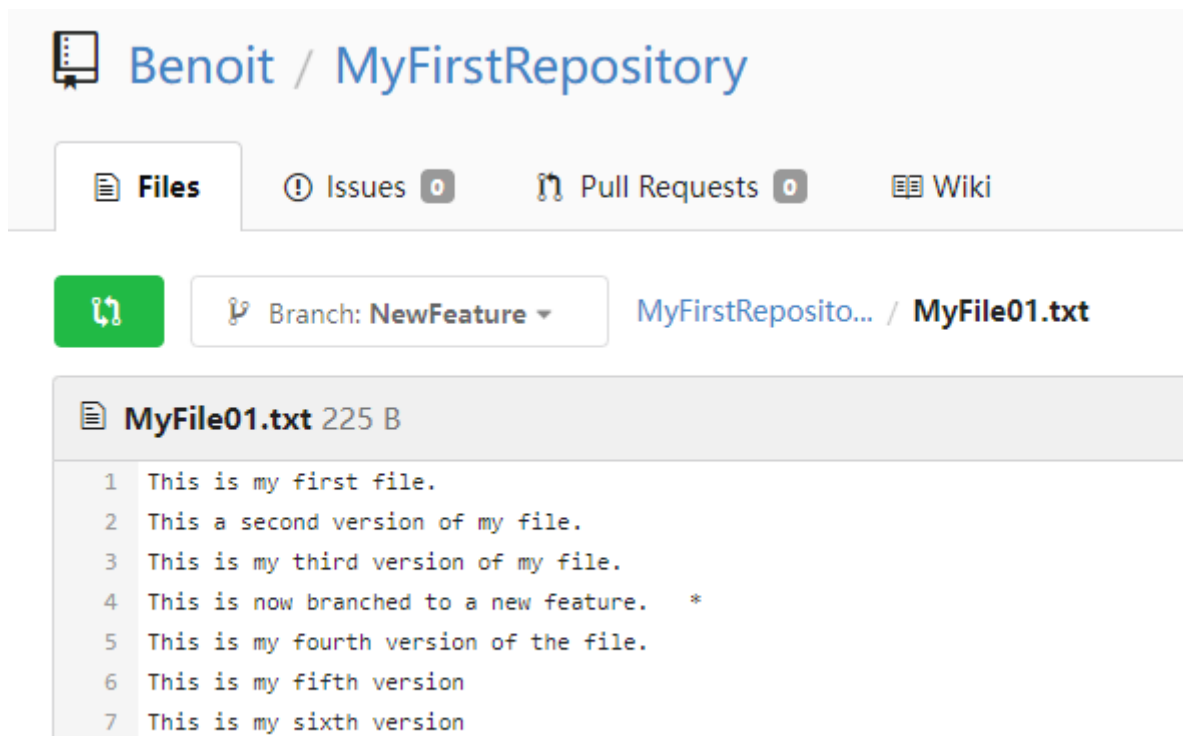 Benoit / MyFirstRepository
Files Issues 0 Pull Requests 0 Wiki
Branch: NewFeature MyFirstReposito... / MyFile01.txt
MyFile01.txt 225 B
1 This is my first file.
2 This a second version of my file.
3 This is my third version of my file.
4 This is now branched to a new feature. *
5 This is my fourth version of the file.
6 This is my fifth version
7 This is my sixth version